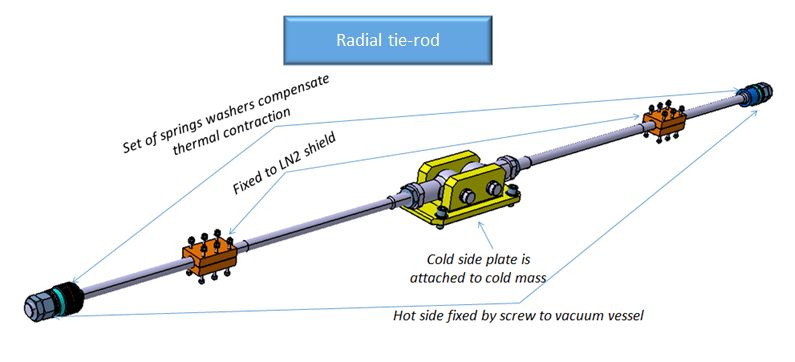 Radial tie-rod
Set of springs washers compensate
thermal contraction
Fixed to LN2 shield
Cold side plate is
attached to cold mass
Hot side fixed by screw to vacuum vessel